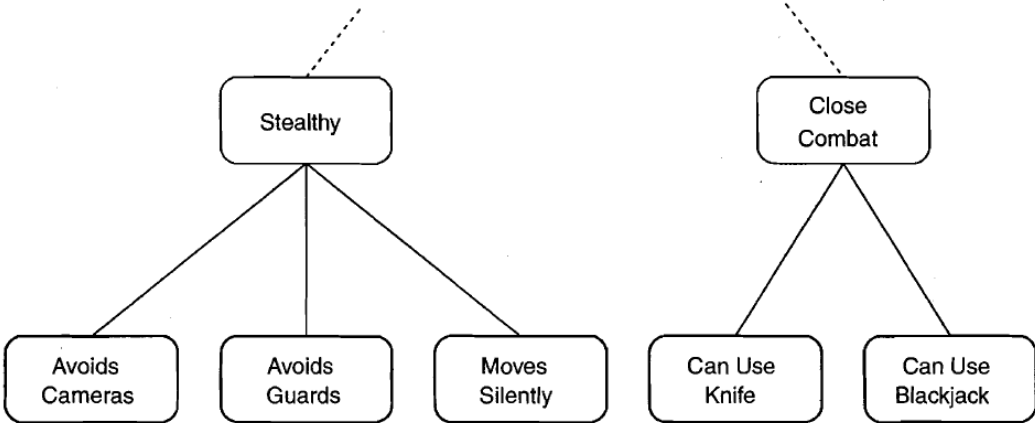 Stealthy
Close
Combat
Avoids
Cameras
Avoids
Guards
Moves
Silently
Can Use
Knife
Can Use
Blackjack